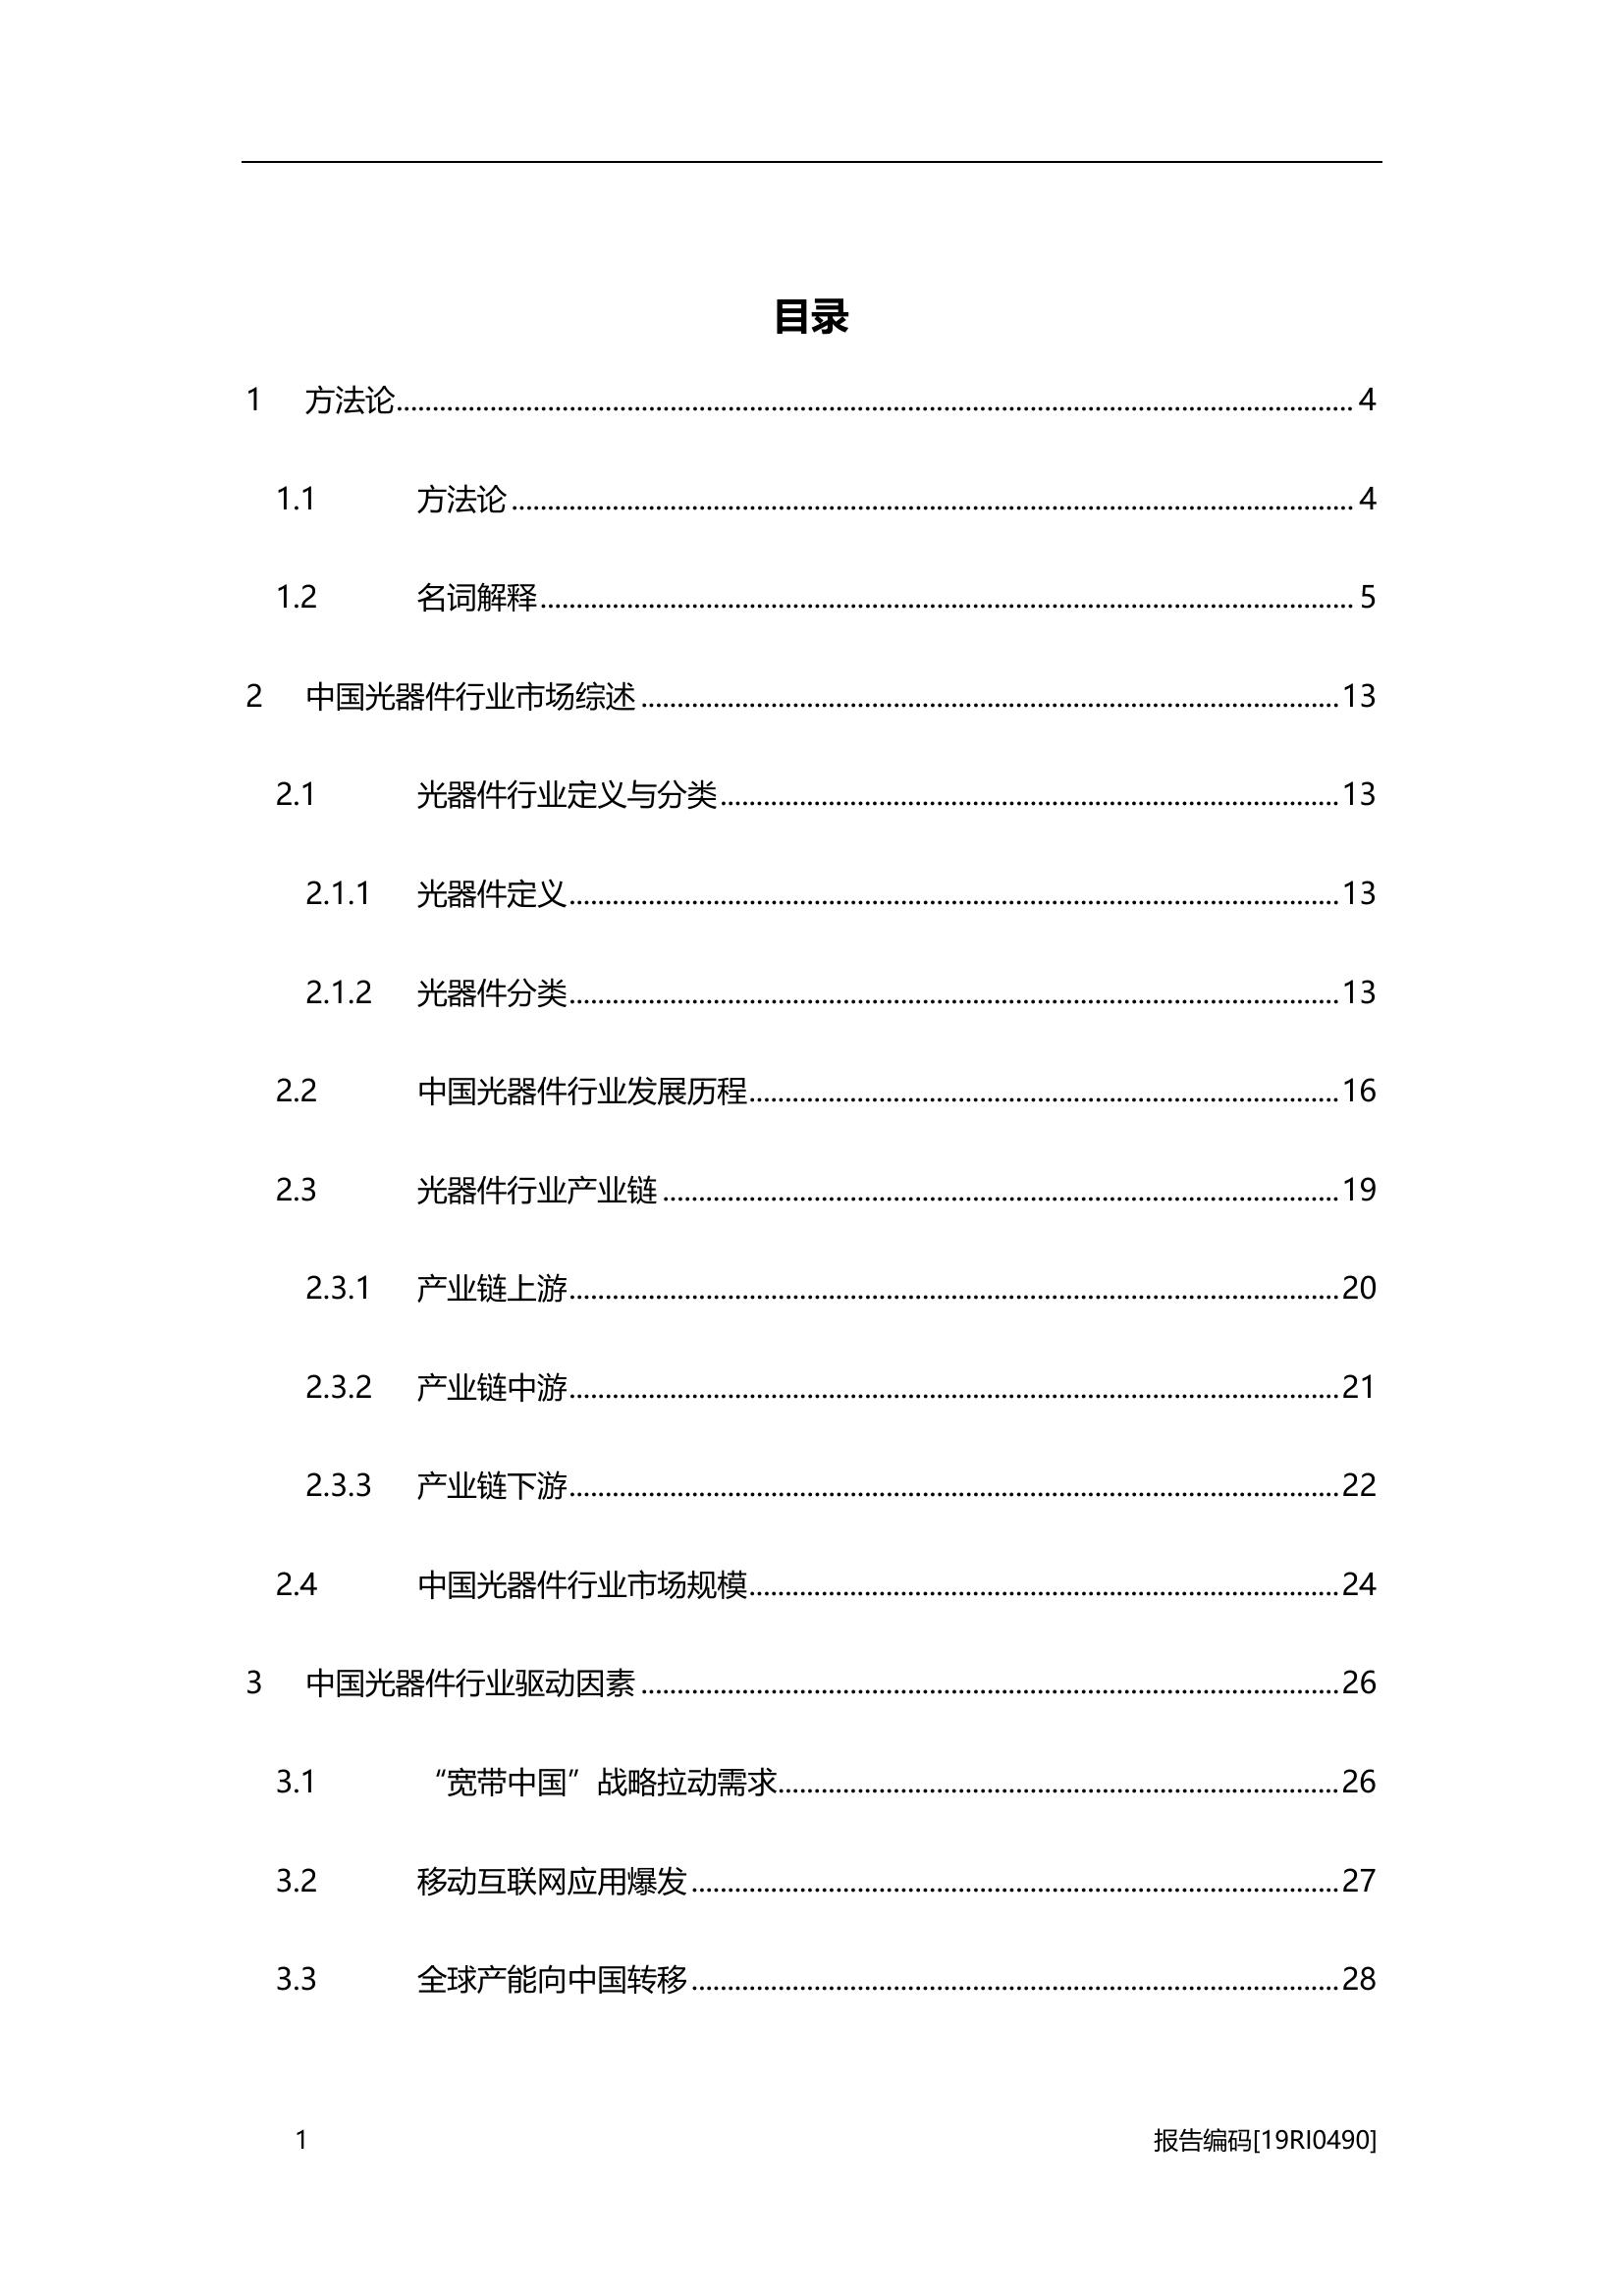 目录
1 方法论 4
1.1 方法论 4
1.2 名词解释 5
2 中国光器件行业市场综述 13
2.1 光器件行业定义与分类 13
2.1.1 光器件定义 13
2.1.2 光器件分类 13
2.2 中国光器件行业发展历程 16
2.3 光器件行业产业链 19
2.3.1 产业链上游 20
2.3.2 产业链中游 21
2.3.3 产业链下游 22
2.4 中国光器件行业市场规模 24
3 中国光器件行业驱动因素 26
3.1 “宽带中国”战略拉动需求 26
3.2 移动互联网应用爆发 27
3.3 全球产能向中国转移 28
1 报告编码[19RI0490]